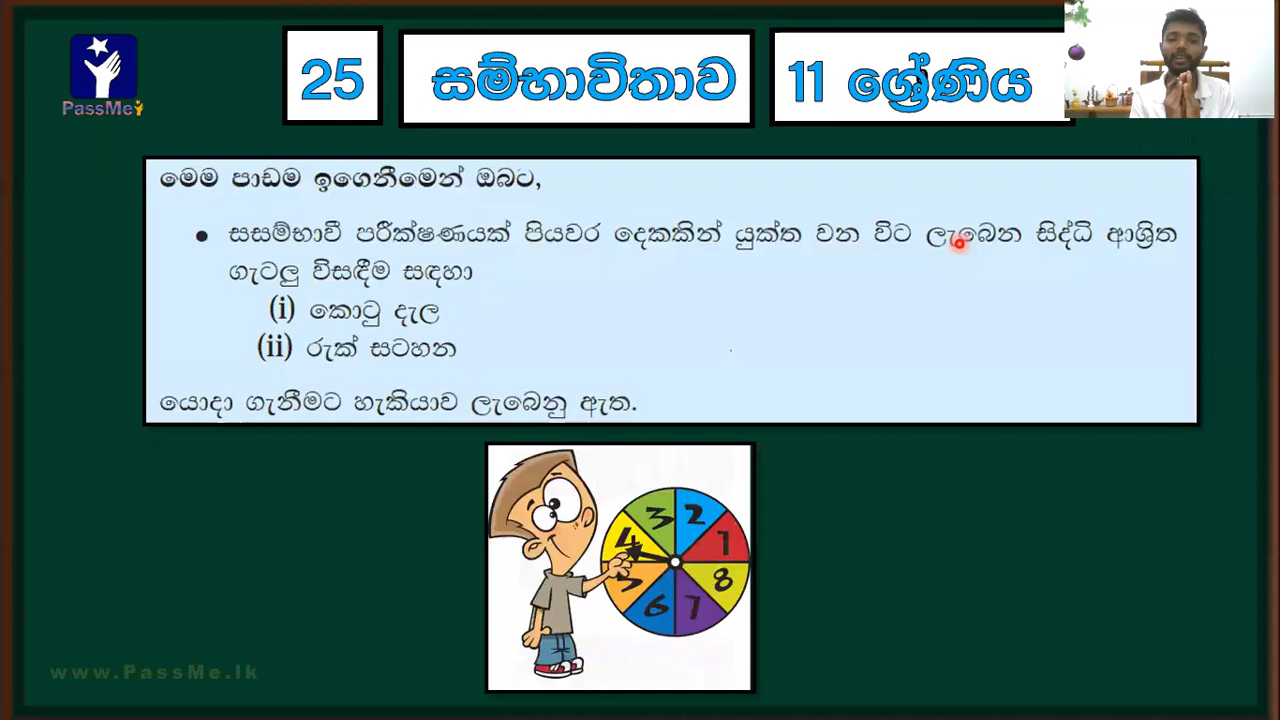 25 සම්භාවිතාව 11 ශ්‍රේණිය
PassMe
මෙම පාඩම ඉගෙනීමෙන් ඔබට,
• සසම්භාවී පරීක්ෂණයක් පියවර දෙකකින් යුක්ත වන විට ලැබෙන සිද්ධි ආශ්‍රිත
ගැටලු විසඳීම සඳහා
(i) කොටු දැල
(ii) රුක් සටහන
යොදා ගැනීමට හැකියාව ලැබෙනු ඇත.
3 2
4 1
5 8
6 7
www.PassMe.lk